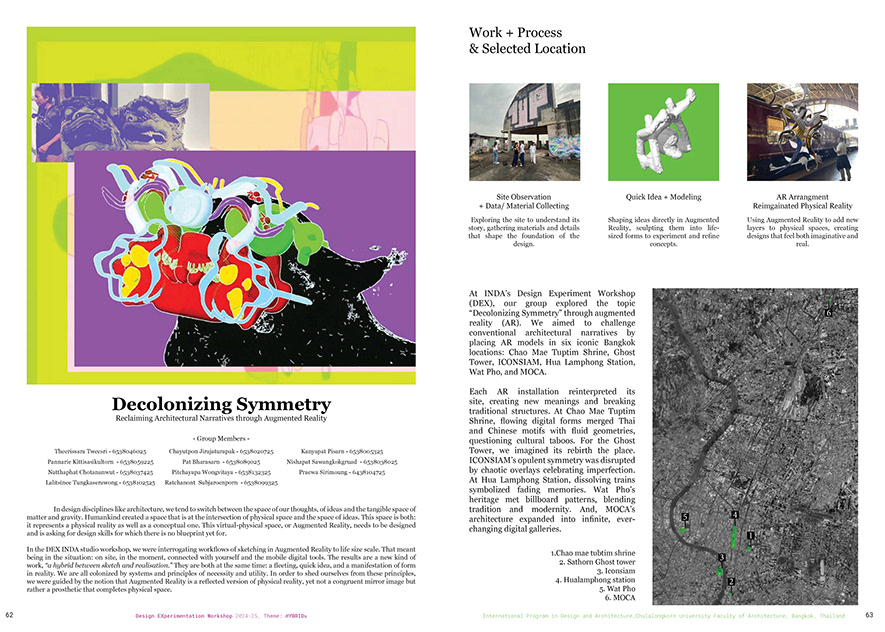 Decolonizing Symmetry
Reclaiming Architectural Narratives through Augmented Reality
- Group Members -
Theerissara Tweesri - 6538046025
Chayutpon Jirajaturapak - 6538020725
Kanyapat Pisarn - 6538005325
Pannarie Kittisasikultorn - 6538059225
Pat Bharasarn - 6538089025
Nishapat Sawangkokgruad - 6538038025
Natthaphat Chotananwut - 6538037425
Pitchayapa Wongvitaya - 6538132325
Praewa Sirimoung - 6438104725
Lalitsinee Tungkasereewong - 6538102525
Ratchanont Subjaroenporn - 6538099325
In design disciplines like architecture, we tend to switch between the space of our thoughts, of ideas and the tangible space of
matter and gravity. Humankind created a space that is at the intersection of physical space and the space of ideas. This space is both:
it represents a physical reality as well as a conceptual one. This virtual-physical space, or Augmented Reality, needs to be designed
and is asking for design skills for which there is no blueprint yet for.
In the DEX INDA studio workshop, we were interrogating workflows of sketching in Augmented Reality to life size scale. That meant
being in the situation: on site, in the moment, connected with yourself and the mobile digital tools. The results are a new kind of
work, "a hybrid between sketch and realisation." They are both at the same time: a fleeting, quick idea, and a manifestation of form
in reality. We are all colonized by systems and principles of necessity and utility. In order to shed ourselves from these principles,
we were guided by the notion that Augmented Reality is a reflected version of physical reality, yet not a congruent mirror image but
rather a prosthetic that completes physical space.
62
Design EXperimentation Workshop 2024-25, Theme: HYBRIDs
Work + Process
& Selected Location
Site Observation
+ Data/ Material Collecting
Exploring the site to understand its
story, gathering materials and details
that shape the foundation of the
design.
Quick Idea + Modeling
Shaping ideas directly in Augmented
Reality, sculpting them into life-
sized forms to experiment and refine
concepts.
AR Arrangment
Reimgainated Physical Reality
Using Augmented Reality to add new
layers to physical spaces, creating
designs that feel both imaginative and
real.
At INDA's Design Experiment Workshop
(DEX), our group explored the topic
"Decolonizing Symmetry" through augmented
reality (AR). We aimed to challenge
conventional architectural narratives by
placing AR models in six iconic Bangkok
locations: Chao Mae Tuptim Shrine, Ghost
Tower, ICONSIAM, Hua Lamphong Station,
Wat Pho, and MOCA.
Each AR installation reinterpreted its
site, creating new meanings and breaking
traditional structures. At Chao Mae Tuptim
Shrine, flowing digital forms merged Thai
and Chinese motifs with fluid geometries,
questioning cultural taboos. For the Ghost
Tower, we imagined its rebirth the place.
ICONSIAM's opulent symmetry was disrupted
by chaotic overlays celebrating imperfection.
At Hua Lamphong Station, dissolving trains
symbolized fading memories. Wat Pho's
heritage met billboard patterns, blending
tradition and modernity. And, MOCA's
architecture expanded into infinite, ever-
changing digital galleries.
1.Chao mae tubtim shrine
2. Sathorn Ghost tower
3. Iconsiam
4. Hualamphong station
5. Wat Pho
6. MOCA
6
5
4
1
3
2
International Program in Design and Architecture,Chulalongkorn University Faculty of Architecture, Bangkok, Thailand
63